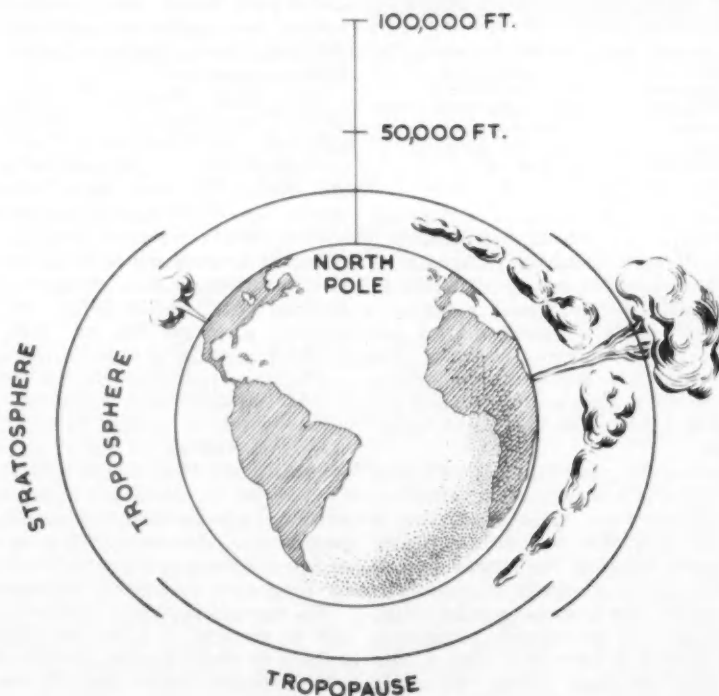 100,000 FT.
50,000 FT.
NORTH
POLE
STRATOSPHERE
TROPOSPHERE
TROPOPAUSE